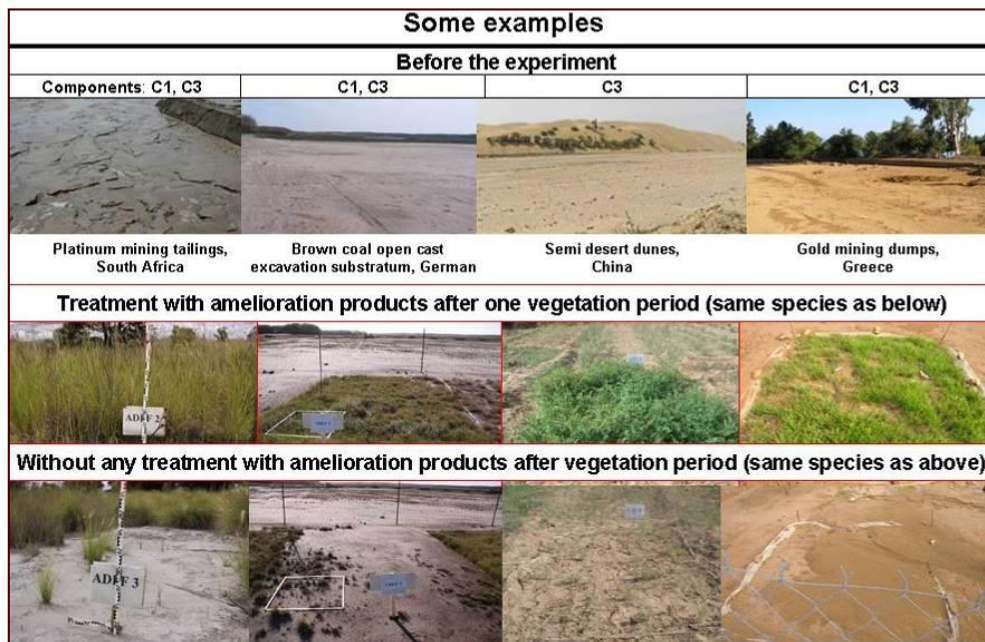 Some examples
Before the experiment
Components: C1, C3
C1, C3
C3
C1, C3
Platinum mining tailings,
South Africa
Brown coal open cast
excavation substratum, German
Semi desert dunes,
China
Gold mining dumps,
Greece
Treatment with amelioration products after one vegetation period (same species as below)
ADFF 2
Without any treatment with amelioration products after vegetation period (same species as above)
ADFF 3